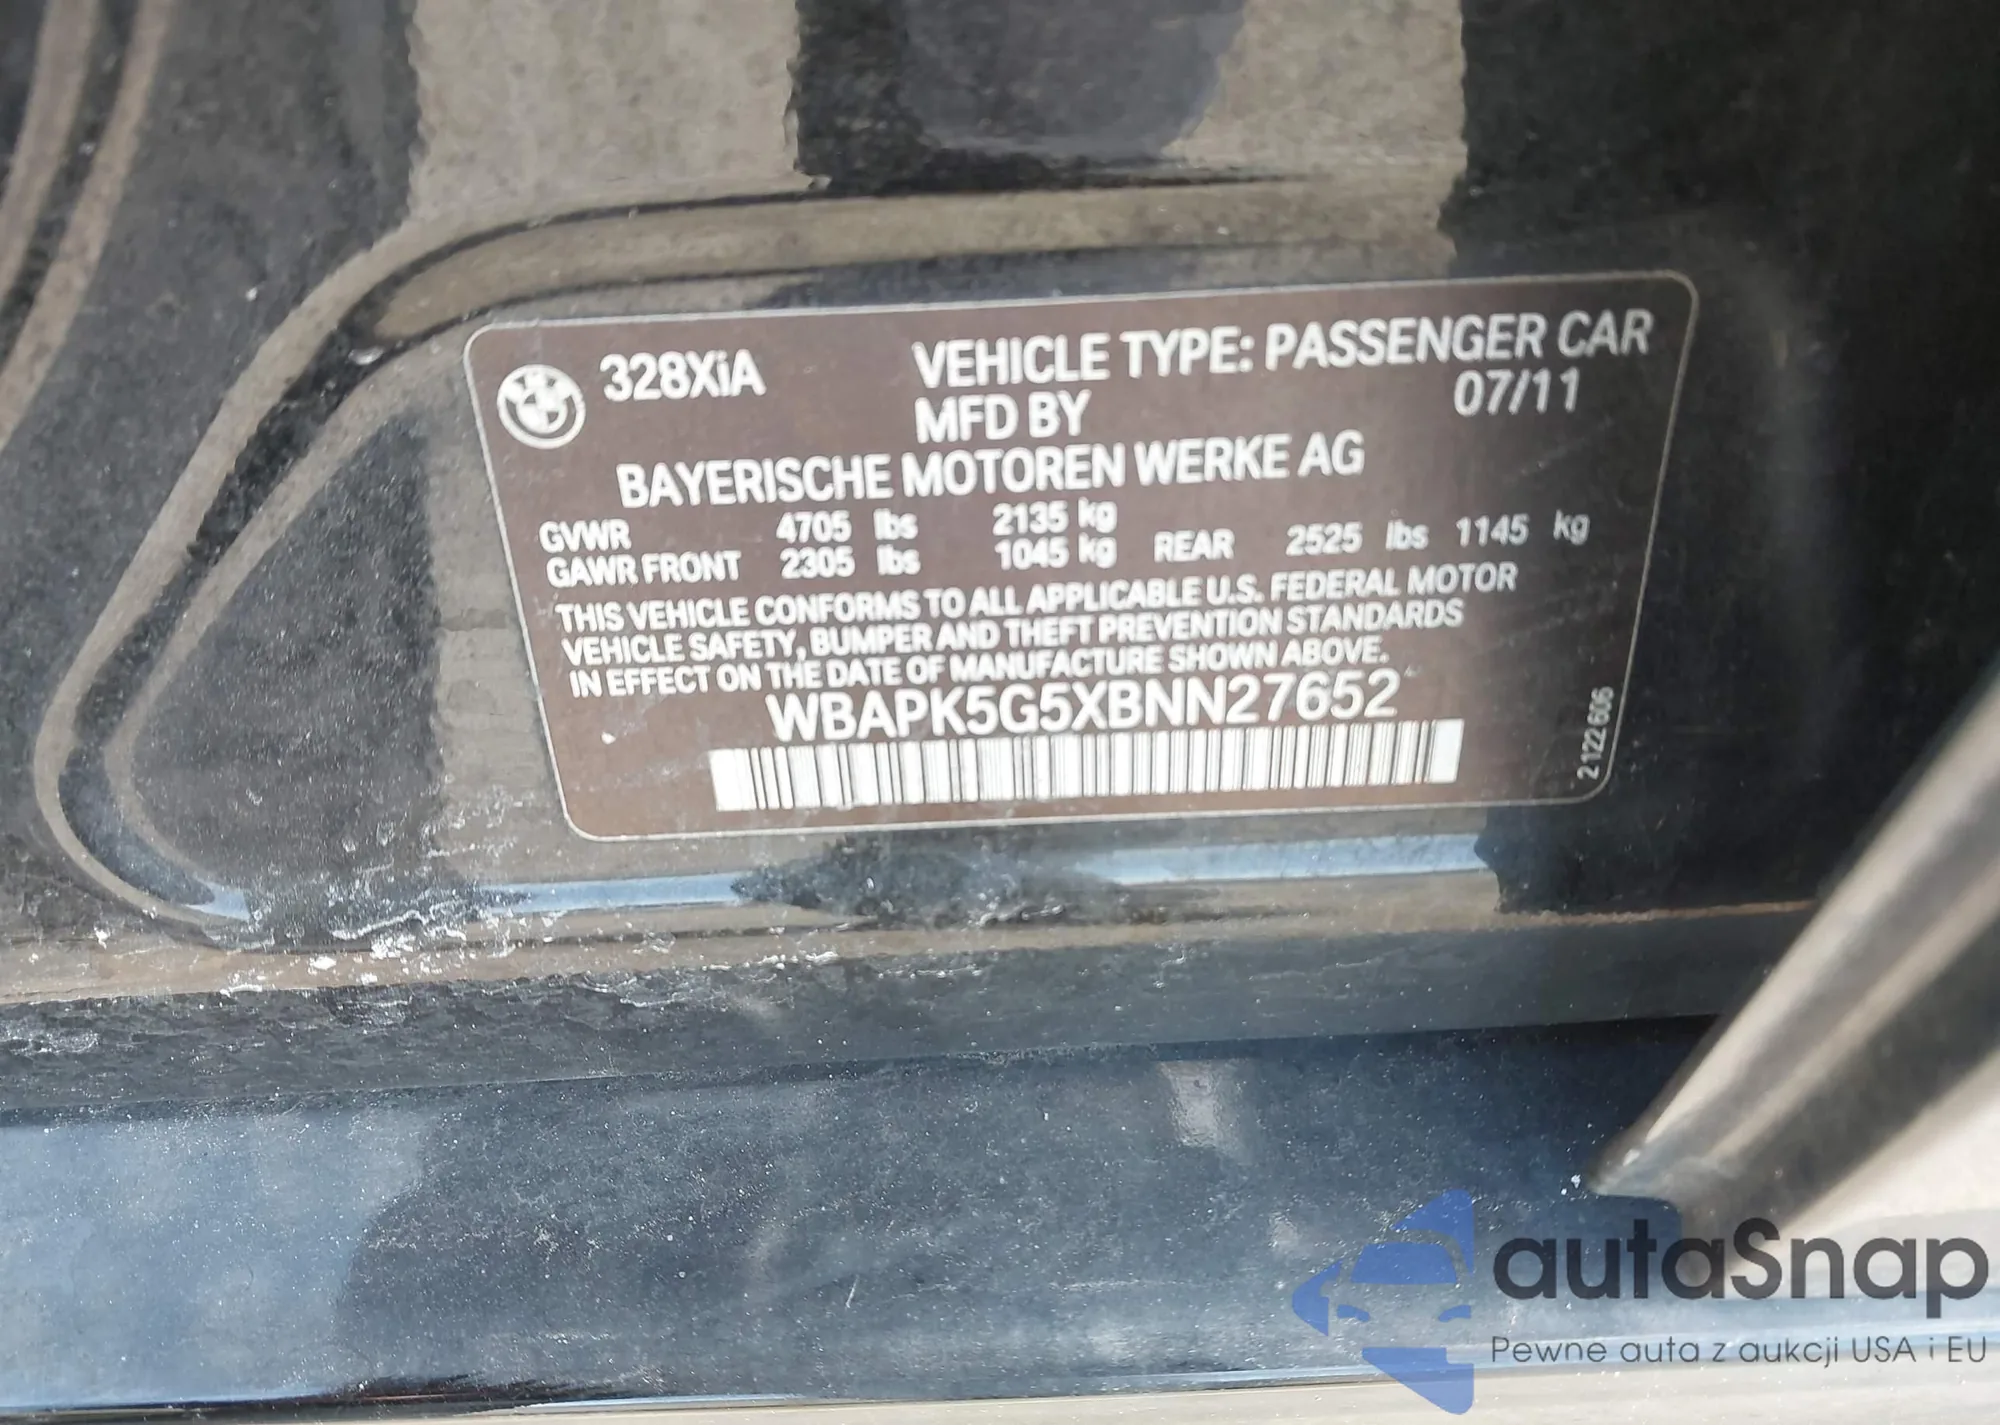 328XiA VEHICLE TYPE: PASSENGER CAR
MFD BY 07/11
BAYERISCHE MOTOREN WERKE AG
GVWR 4705 lbs 2135 kg
GAWR FRONT 2305 lbs 1045 kg REAR 2525 lbs 1145 kg
THIS VEHICLE CONFORMS TO ALL APPLICABLE U.S. FEDERAL MOTOR
VEHICLE SAFETY, BUMPER AND THEFT PREVENTION STANDARDS
IN EFFECT ON THE DATE OF MANUFACTURE SHOWN ABOVE.
WBAPK5G5XBNN27652
2122606
autaSnap
Pewne auta z aukcji USA i EU